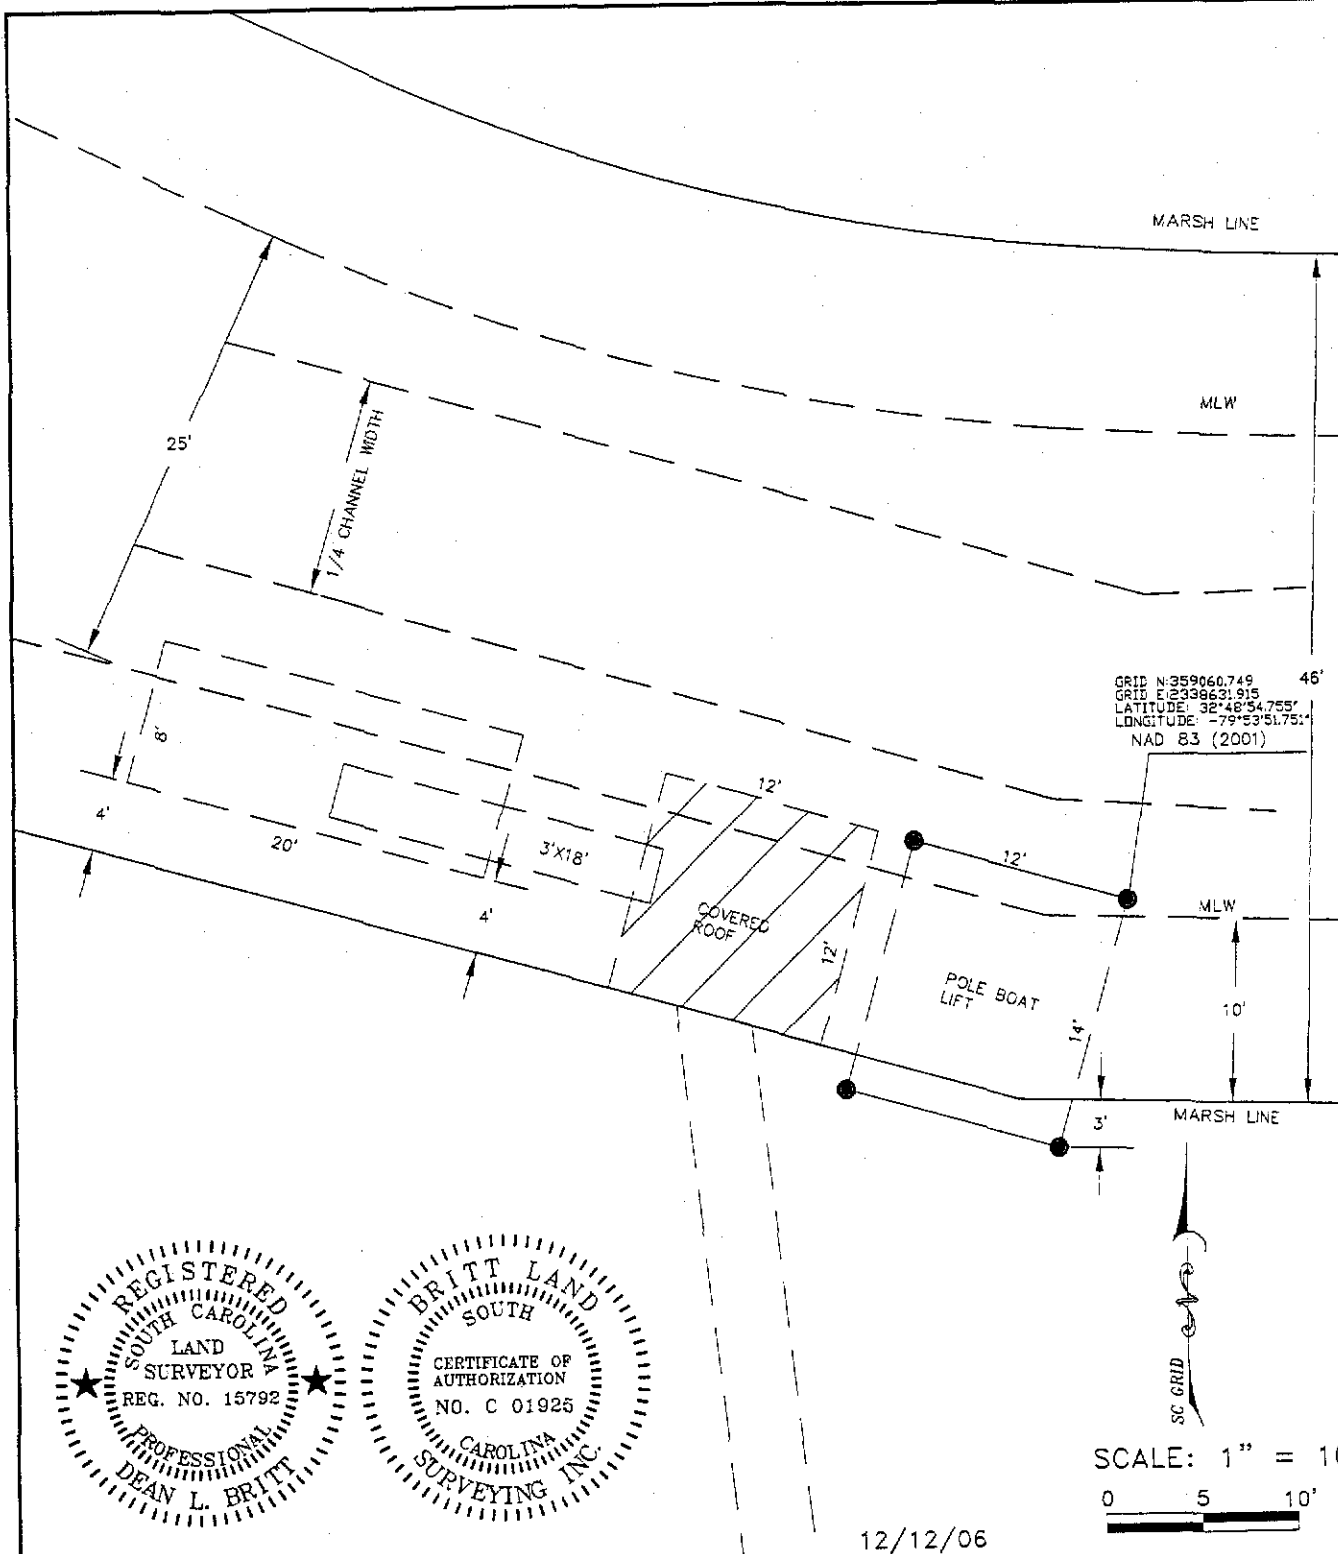 MARSH LINE
MLW
25'
1/4 CHANNEL WIDTH
46'
GRID N:359060.749
GRID E:2338631.915
LATITUDE: 32°48'54.755"
LONGITUDE: -79°53'51.751"
NAD 83 (2001)
8'
4'
20'
3'X18'
4'
12'
COVERED
ROOF
12'
12'
MLW
POLE BOAT
LIFT
14'
10'
3'
MARSH LINE
REGISTERED
SOUTH CAROLINA
LAND
SURVEYOR
REG. NO. 15792
PROFESSIONAL
DEAN L. BRITT
BRITT LAND
SOUTH
CERTIFICATE OF
AUTHORIZATION
NO. C 01926
CAROLINA
SURVEYING INC.
SC GRID
SCALE: 1" = 10
0 5 10'
12/12/06